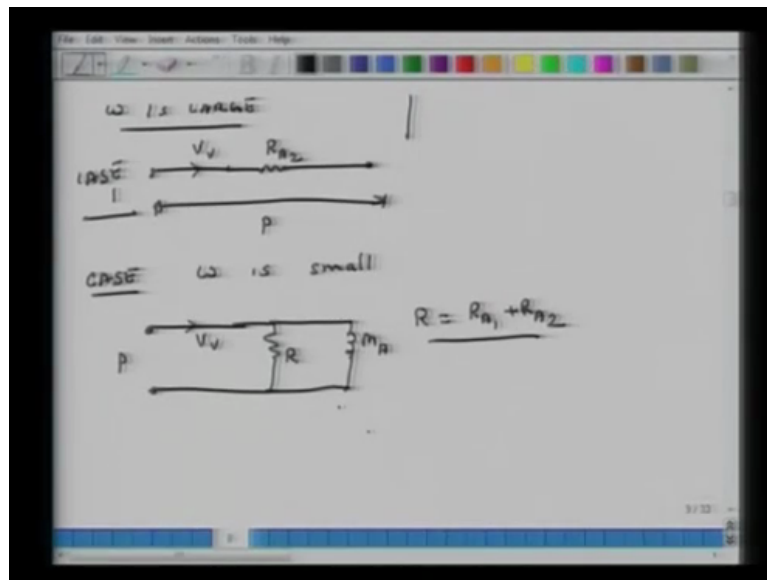 File Edit View Insert Actions Tools Help
ω IS LARGE
V_v R_A2
CASE 1
P
CASE ω is small
P V_v R m_A
R = R_A1 + R_A2